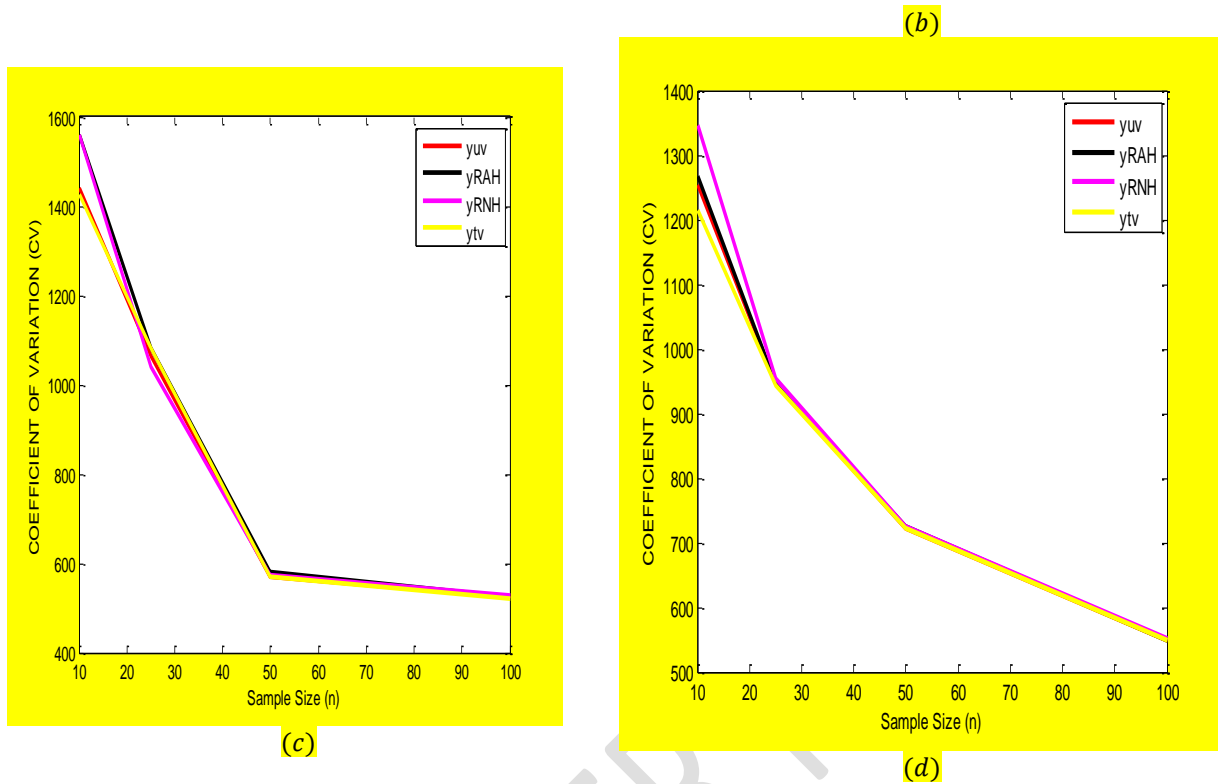 (b)
1600
1400
1200
1000
800
600
400
COEFFICIENT OF VARIATION (CV)
yuv
yRAH
yRNH
ytv
10 20 30 40 50 60 70 80 90 100
Sample Size (n)
(c)
1400
1300
1200
1100
1000
900
800
700
600
500
COEFFICIENT OF VARIATION (CV)
yuv
yRAH
yRNH
ytv
10 20 30 40 50 60 70 80 90 100
Sample Size (n)
(d)